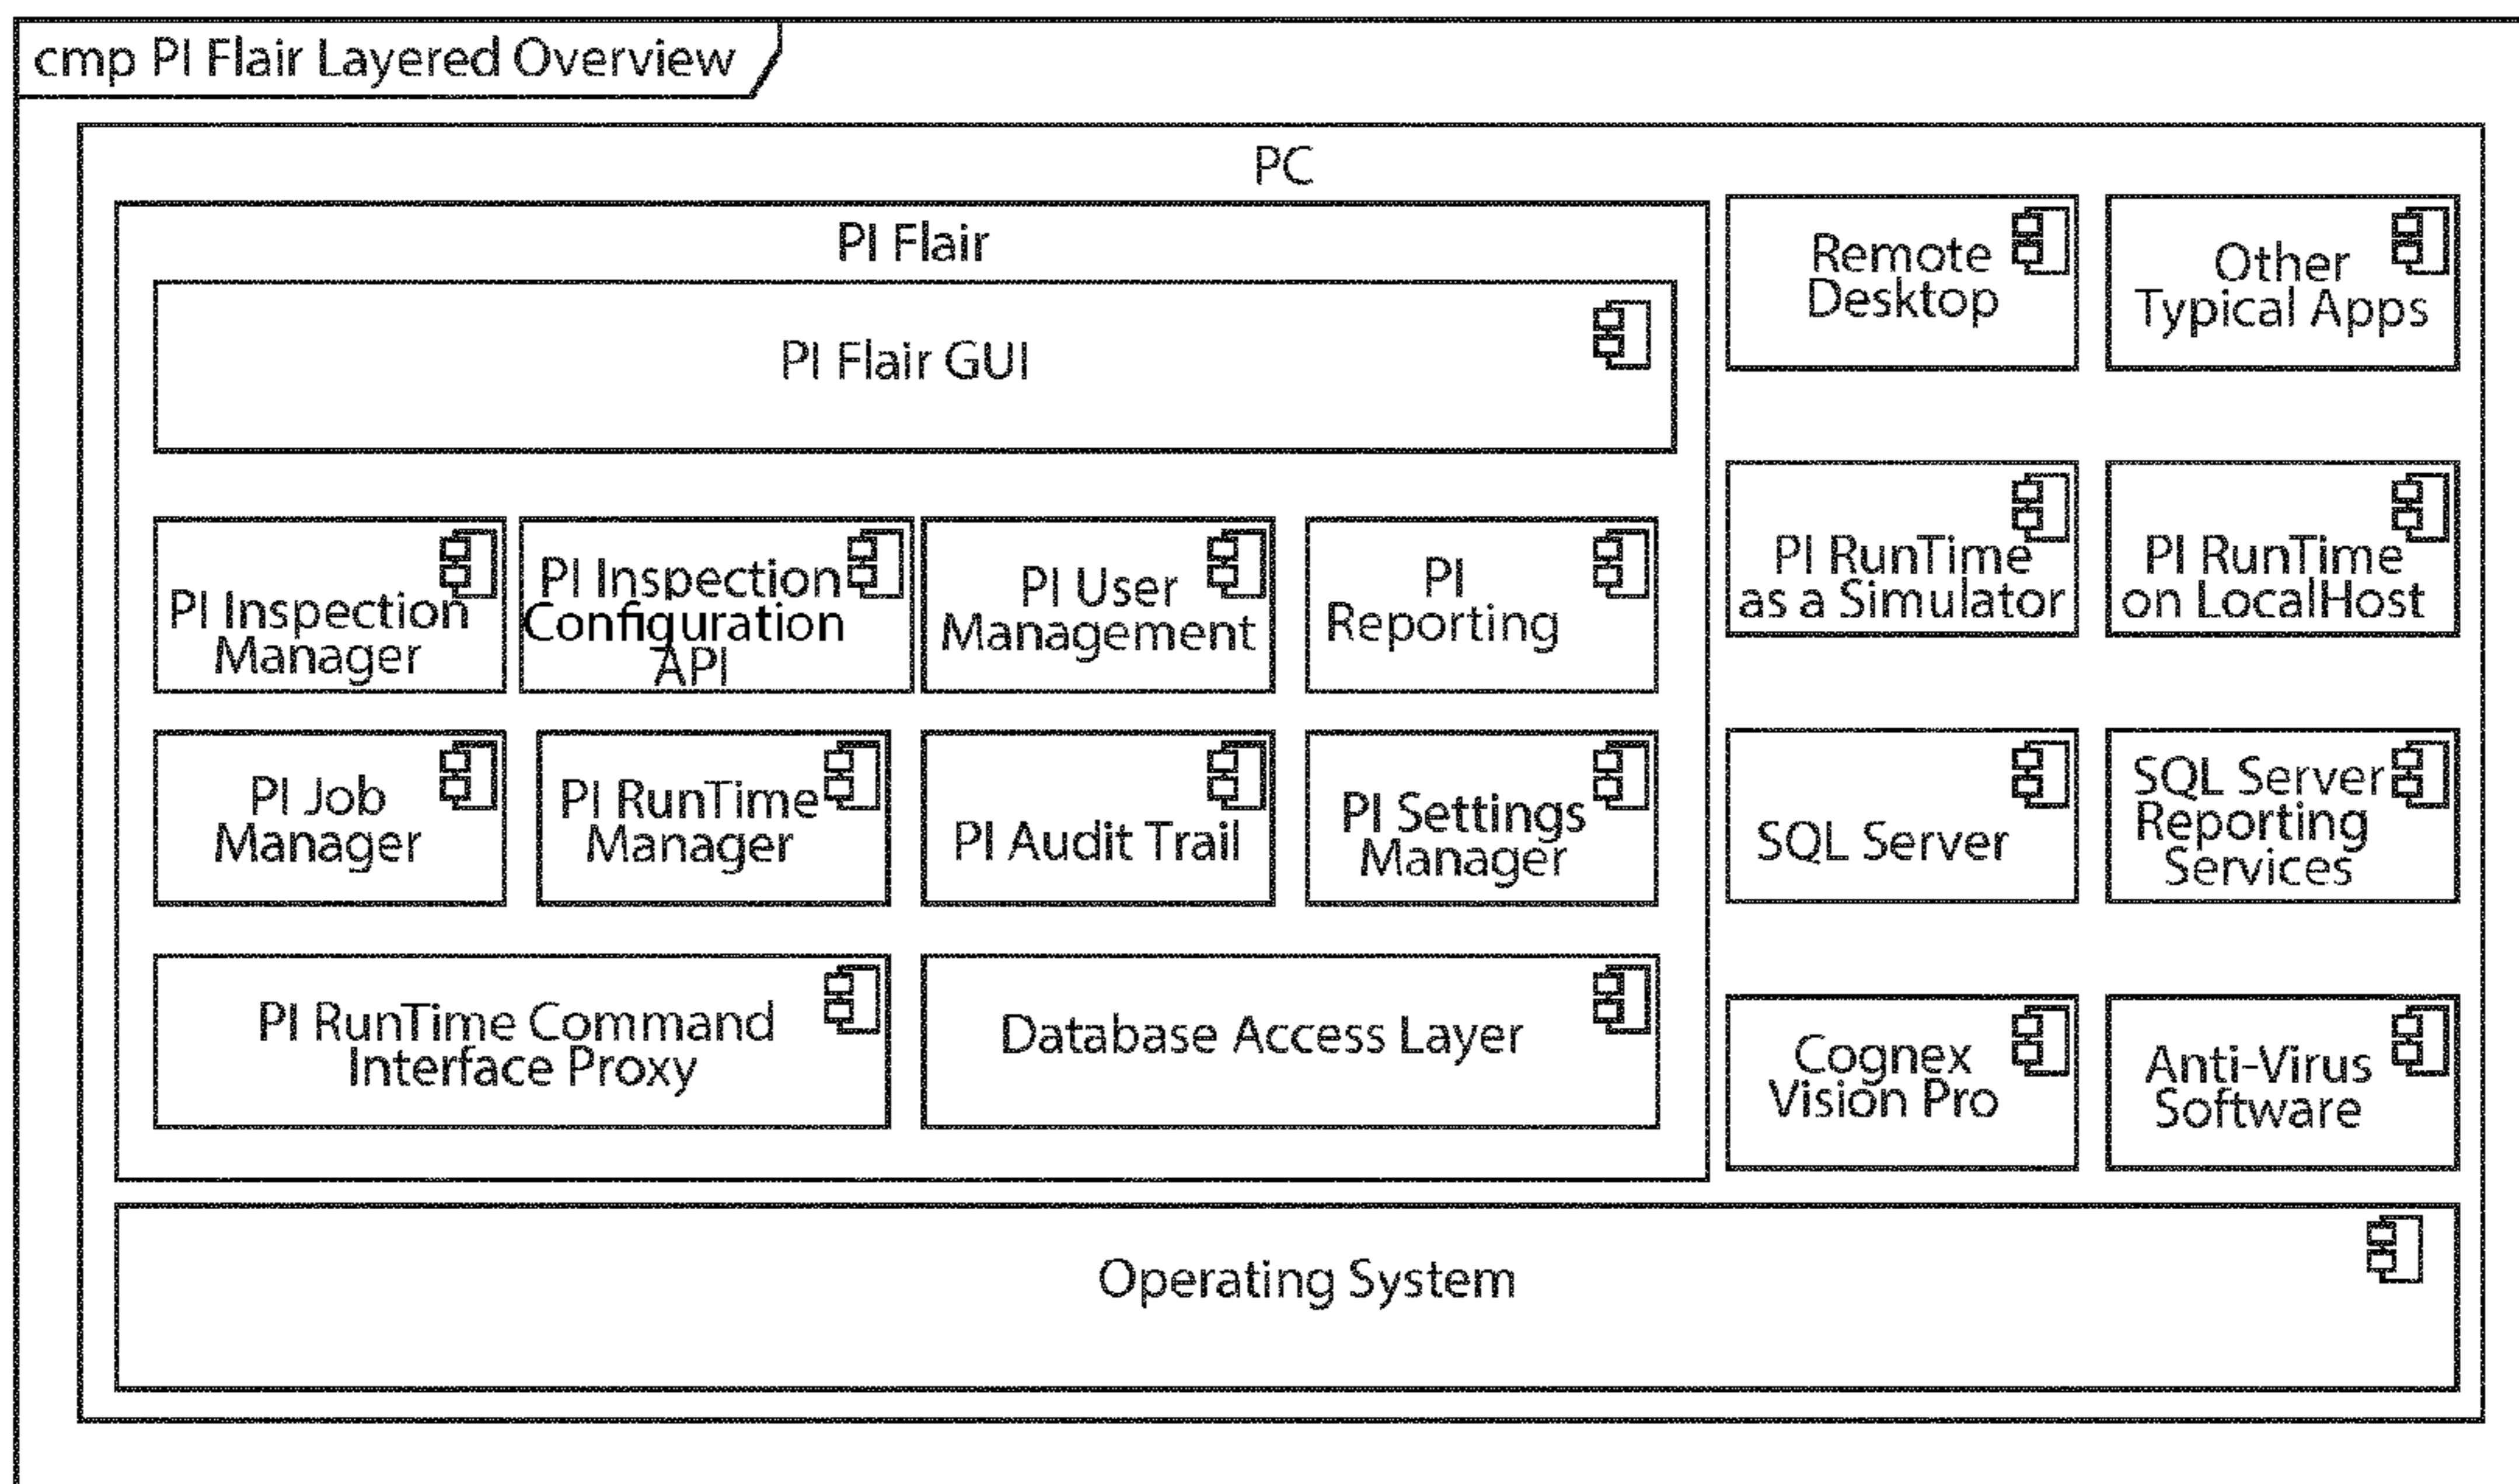 cmp PI Flair Layered Overview
PC
PI Flair
PI Flair GUI
Remote
Desktop
Other
Typical Apps
PI Inspection
Manager
PI Inspection
Configuration
API
PI User
Management
PI
Reporting
PI RunTime
as a Simulator
PI RunTime
on LocalHost
PI Job
Manager
PI RunTime
Manager
PI Audit Trail
PI Settings
Manager
SQL Server
SQL Server
Reporting
Services
PI RunTime Command
Interface Proxy
Database Access Layer
Cognex
Vision Pro
Anti-Virus
Software
Operating System